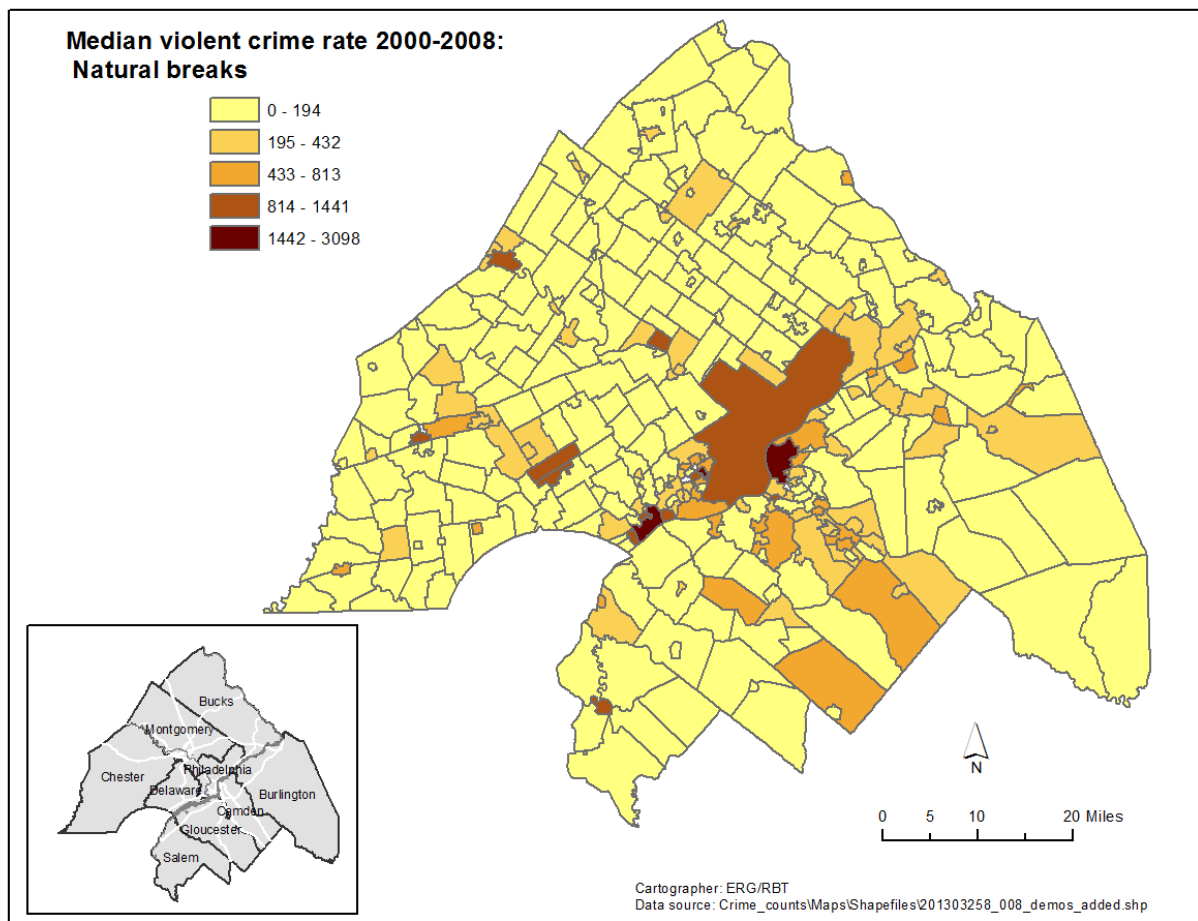 Median violent crime rate 2000-2008:
Natural breaks
0 - 194
195 - 432
433 - 813
814 - 1441
1442 - 3098
Bucks
Montgomery
Philadelphia
Chester
Delaware
Burlington
Camden
Gloucester
Salem
N
0 5 10 20 Miles
Cartographer: ERG/RBT
Data source: Crime_counts\Maps\Shapefiles\201303258_008_demos_added.shp